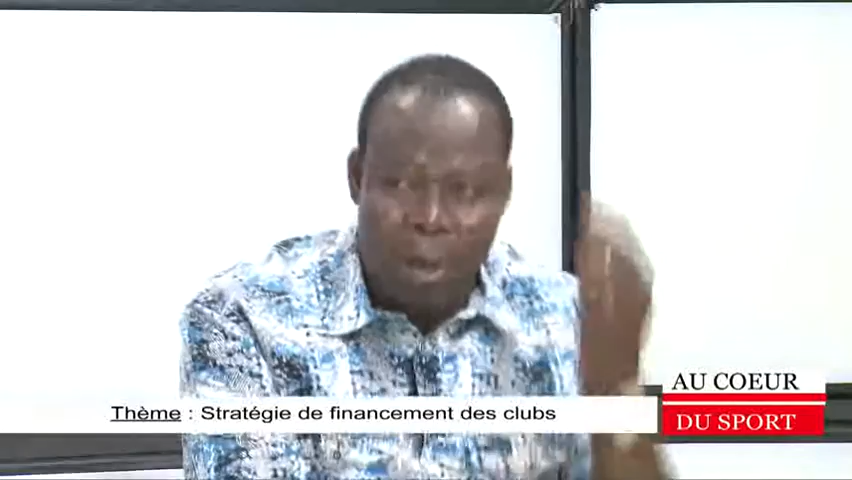 Thème : Stratégie de financement des clubs
AU COEUR
DU SPORT